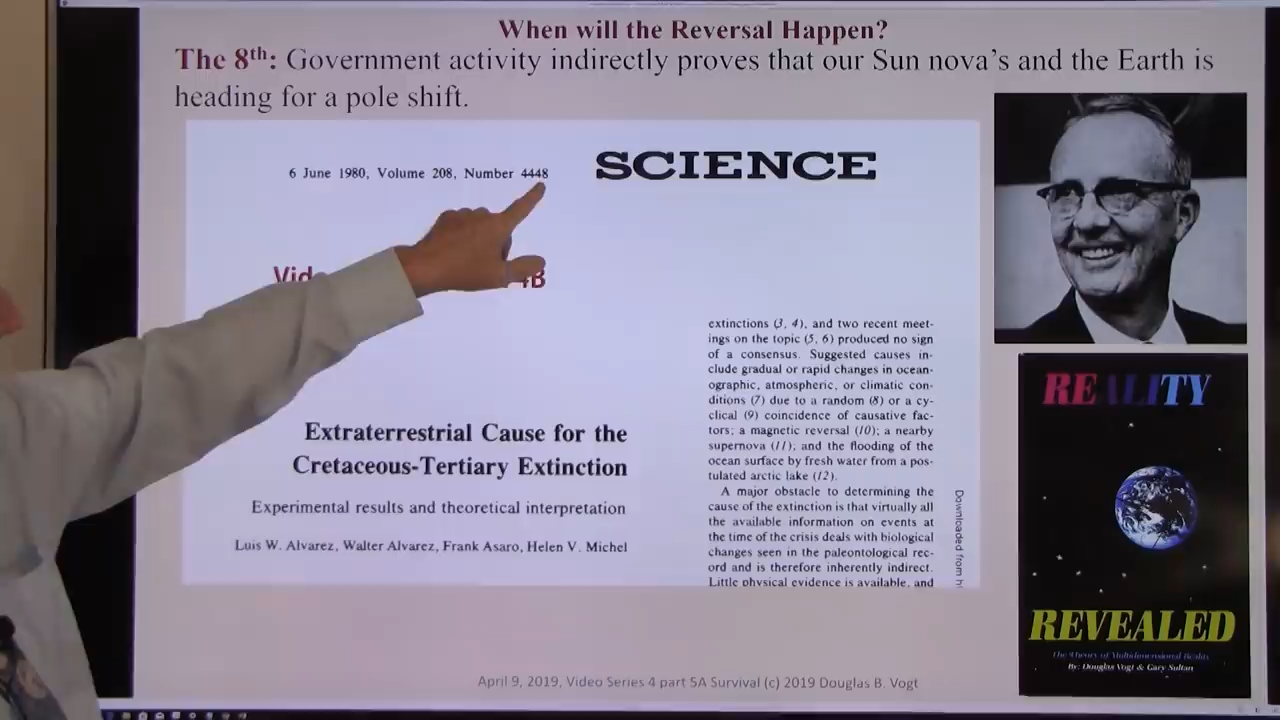 When will the Reversal Happen?
The 8th: Government activity indirectly proves that our Sun nova's and the Earth is
heading for a pole shift.
6 June 1980, Volume 208, Number 4448
SCIENCE
extinctions (3, 4), and two recent meet-
ings on the topic (5, 6) produced no sign
of a consensus. Suggested causes in-
clude gradual or rapid changes in ocean-
ographic, atmospheric, or climatic con-
ditions (7) due to a random (8) or a cy-
clical (9) coincidence of causative fac-
tors; a magnetic reversal (10); a nearby
supernova (11); and the flooding of the
ocean surface by fresh water from a pos-
tulated arctic lake (12).
A major obstacle to determining the
cause of the extinction is that virtually all
the available information on events at
the time of the crisis deals with biological
changes seen in the paleontological rec-
ord and is therefore inherently indirect.
Little physical evidence is available, and
Extraterrestrial Cause for the
Cretaceous-Tertiary Extinction
Experimental results and theoretical interpretation
Luis W. Alvarez, Walter Alvarez, Frank Asaro, Helen V. Michel
Downloaded from
REALITY
REVEALED
The Theory of Multidimensional Reality
By: Douglas Vogt & Gary Sultan
April 9, 2019, Video Series 4 part 5A Survival (c) 2019 Douglas B. Vogt